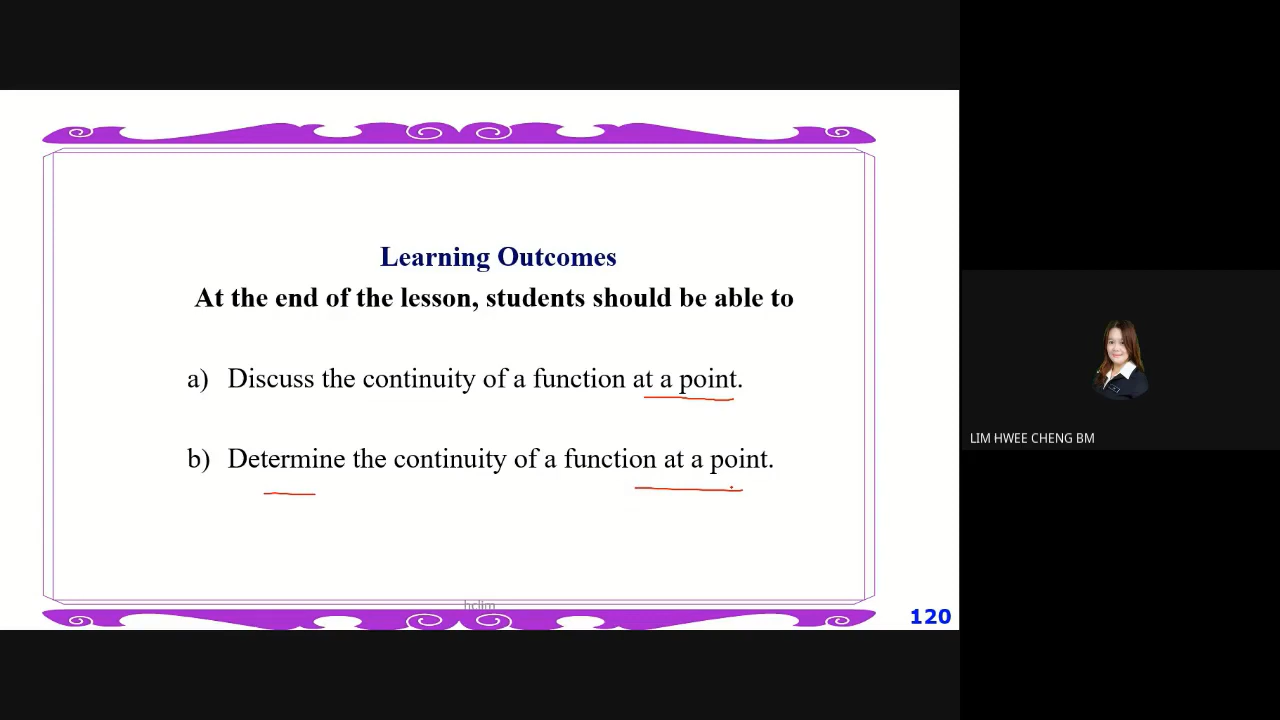 Learning Outcomes
At the end of the lesson, students should be able to
a) Discuss the continuity of a function at a point.
b) Determine the continuity of a function at a point.
hclim
120
LIM HWEE CHENG BM